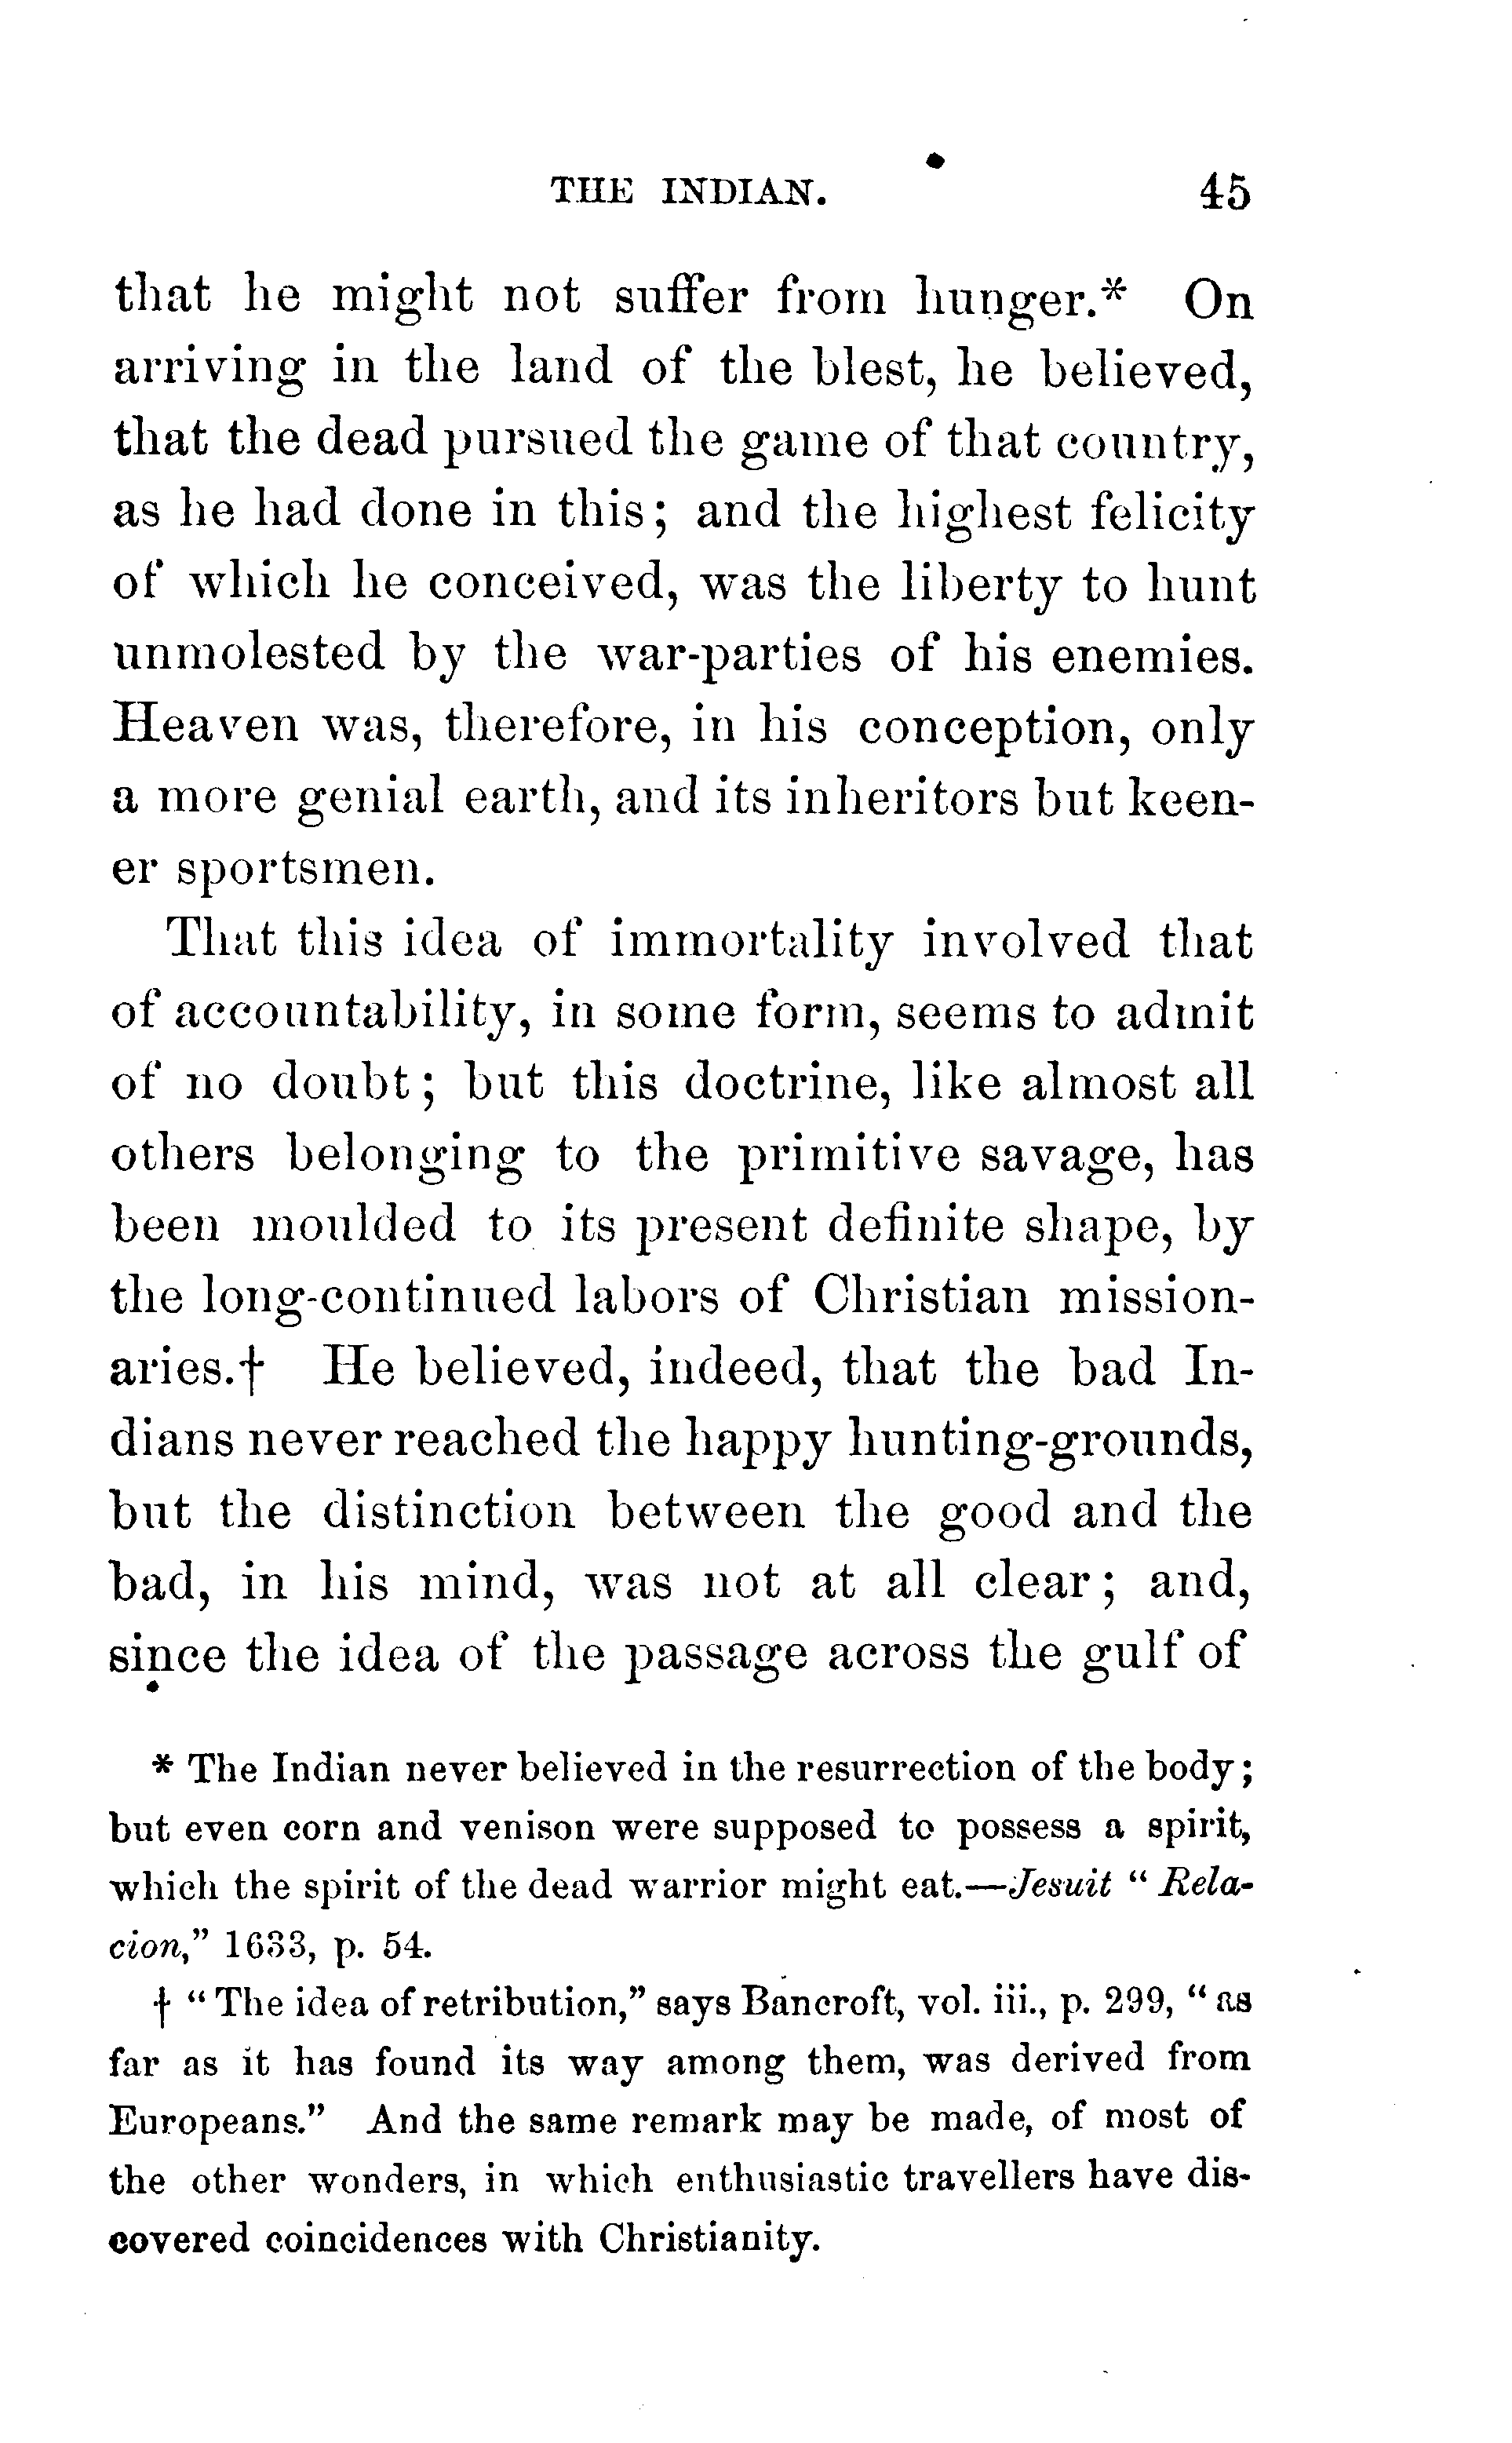 THE INDIAN. 45
that he might not suffer from hunger.* On
arriving in the land of the blest, he believed,
that the dead pursued the game of that country,
as he had done in this; and the highest felicity
of which he conceived, was the liberty to hunt
unmolested by the war-parties of his enemies.
Heaven was, therefore, in his conception, only
a more genial earth, and its inheritors but keen-
er sportsmen.
That this idea of immortality involved that
of accountability, in some form, seems to admit
of no doubt; but this doctrine, like almost all
others belonging to the primitive savage, has
been moulded to its present definite shape, by
the long-continued labors of Christian mission-
aries.† He believed, indeed, that the bad In-
dians never reached the happy hunting-grounds,
but the distinction between the good and the
bad, in his mind, was not at all clear; and,
since the idea of the passage across the gulf of
* The Indian never believed in the resurrection of the body;
but even corn and venison were supposed to possess a spirit,
which the spirit of the dead warrior might eat.—Jesuit "Rela-
cion," 1633, p. 54.
† "The idea of retribution," says Bancroft, vol. iii., p. 299, "as
far as it has found its way among them, was derived from
Europeans." And the same remark may be made, of most of
the other wonders, in which enthusiastic travellers have dis-
covered coincidences with Christianity.